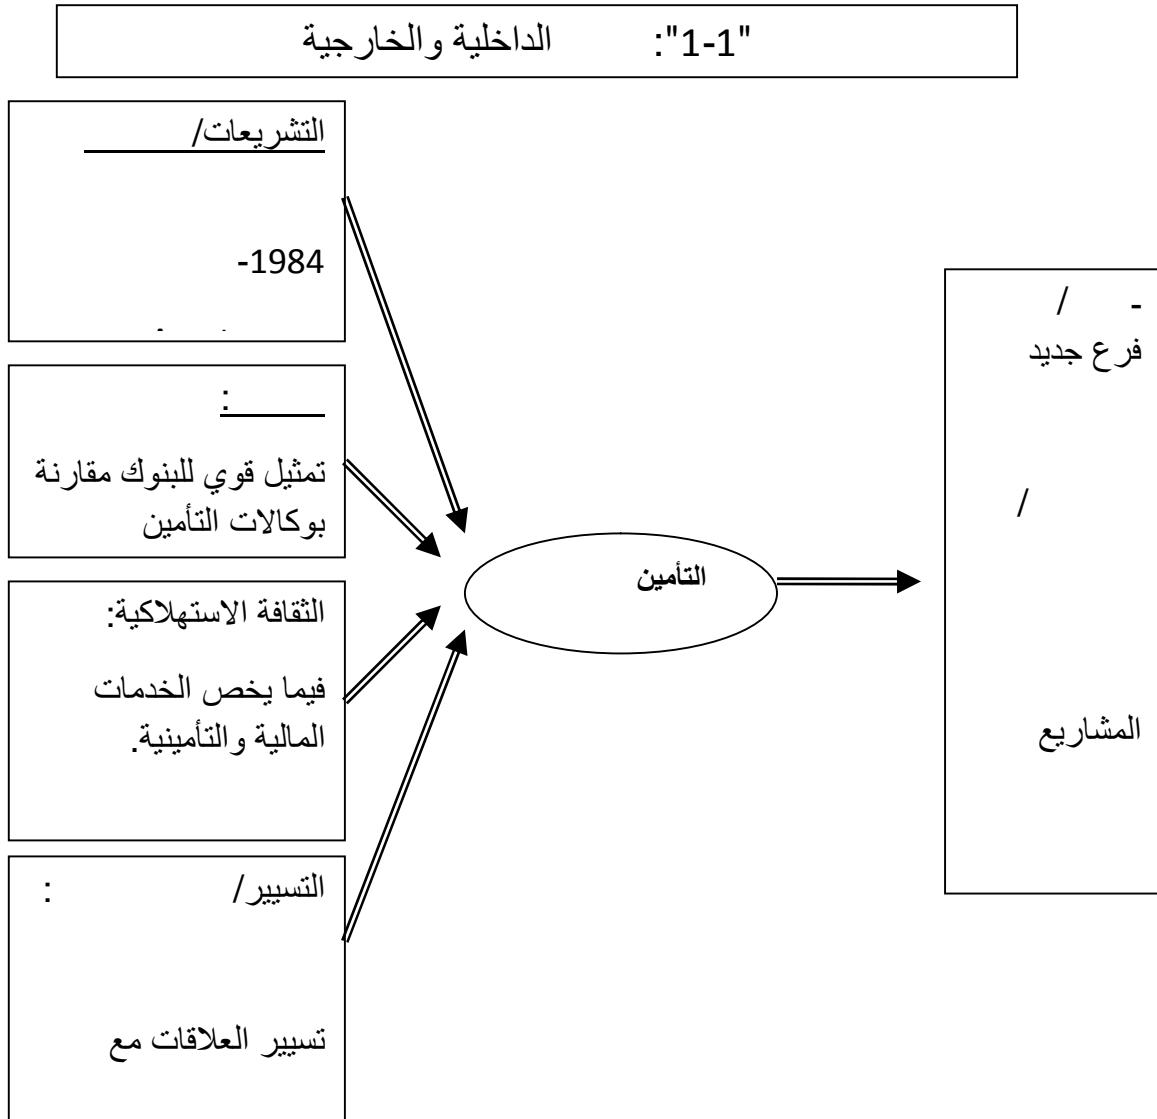 "1-1": الداخلية والخارجية
التشريعات/
1984-
:
تمثيل قوي للبنوك مقارنة
بوكالات التأمين
الثقافة الاستهلاكية:
فيما يخص الخدمات
المالية والتأمينية.
التسيير/ :
تسيير العلاقات مع
التأمين
- /
فرع جديد
/
المشاريع